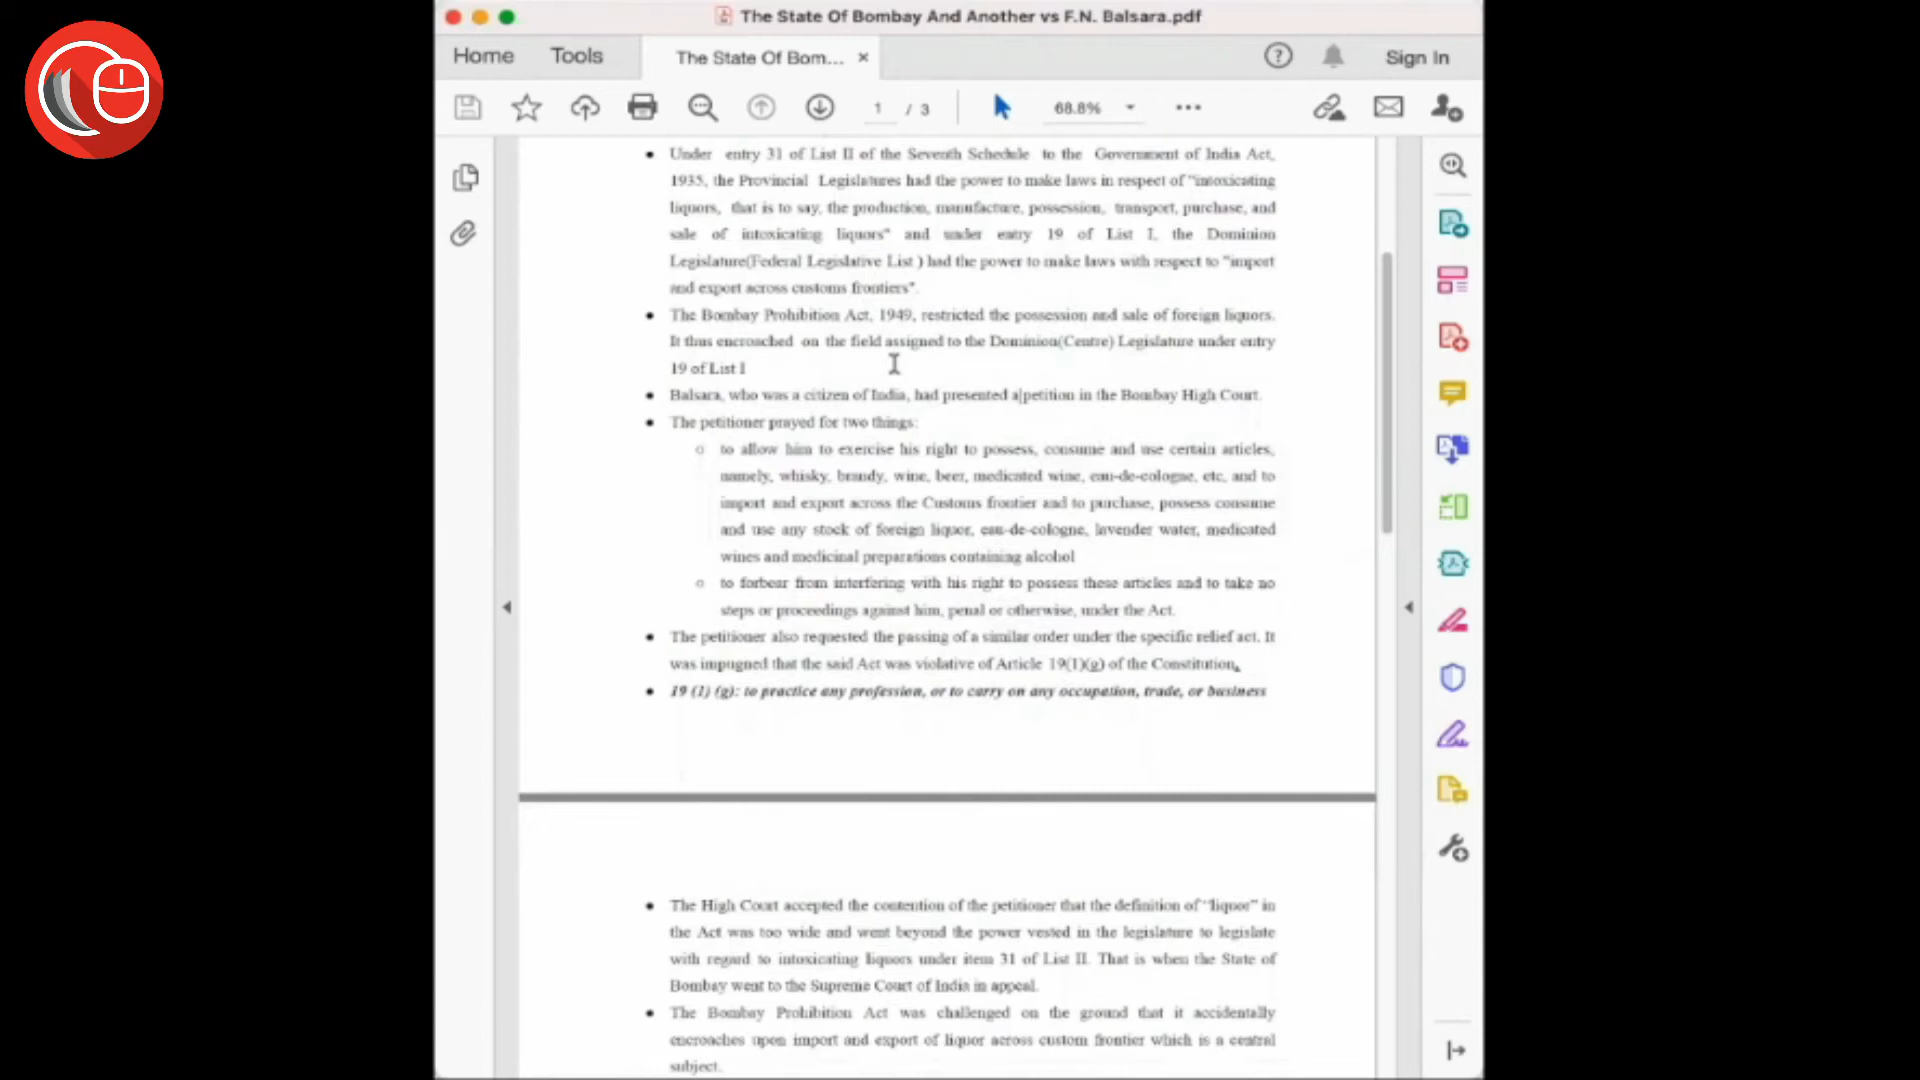 The State Of Bombay And Another vs F.N. Balsara.pdf
Home Tools The State Of Bom... × Sign In
1 / 3 68.8%
• Under entry 31 of List II of the Seventh Schedule to the Government of India Act,
1935, the Provincial Legislatures had the power to make laws in respect of "intoxicating
liquors, that is to say, the production, manufacture, possession, transport, purchase, and
sale of intoxicating liquors" and under entry 19 of List I, the Dominion
Legislature(Federal Legislative List ) had the power to make laws with respect to "import
and export across customs frontiers".
• The Bombay Prohibition Act, 1949, restricted the possession and sale of foreign liquors.
It thus encroached on the field assigned to the Dominion(Centre) Legislature under entry
19 of List I
• Balsara, who was a citizen of India, had presented a petition in the Bombay High Court.
• The petitioner prayed for two things:
○ to allow him to exercise his right to possess, consume and use certain articles,
namely, whisky, brandy, wine, beer, medicated wine, eau-de-cologne, etc, and to
import and export across the Customs frontier and to purchase, possess consume
and use any stock of foreign liquor, eau-de-cologne, lavender water, medicated
wines and medicinal preparations containing alcohol
○ to forbear from interfering with his right to possess these articles and to take no
steps or proceedings against him, penal or otherwise, under the Act.
• The petitioner also requested the passing of a similar order under the specific relief act. It
was impugned that the said Act was violative of Article 19(1)(g) of the Constitution.
• 19 (1) (g): to practice any profession, or to carry on any occupation, trade, or business
• The High Court accepted the contention of the petitioner that the definition of "liquor" in
the Act was too wide and went beyond the power vested in the legislature to legislate
with regard to intoxicating liquors under item 31 of List II. That is when the State of
Bombay went to the Supreme Court of India in appeal.
• The Bombay Prohibition Act was challenged on the ground that it accidentally
encroaches upon import and export of liquor across custom frontier which is a central
subject.